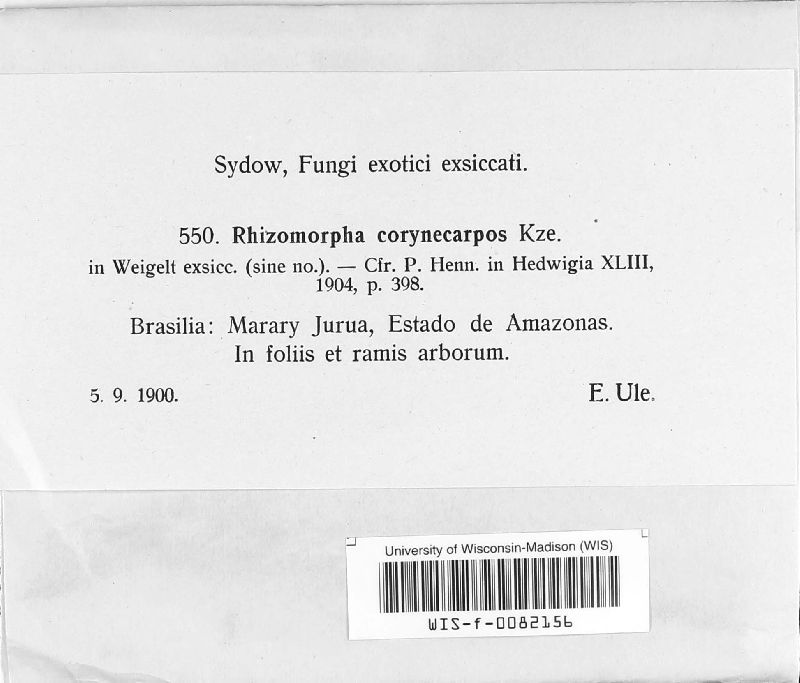 Sydow, Fungi exotici exsiccati.
550. Rhizomorpha corynecarpos Kze.
in Weigelt exsicc. (sine no.). — Cfr. P. Henn. in Hedwigia XLIII,
1904, p. 398.
Brasilia: Marary Jurua, Estado de Amazonas.
In foliis et ramis arborum.
5. 9. 1900. E. Ule.
University of Wisconsin-Madison (WIS)
WIS-f-0082156